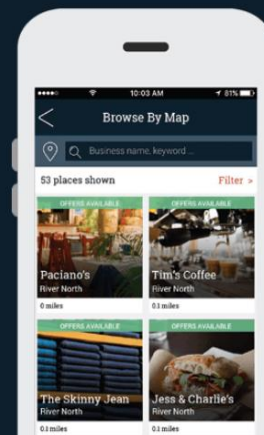 10:03 AM
81%
Browse By Map
Business name, keyword ...
53 places shown
Filter >
OFFERS AVAILABLE
OFFERS AVAILABLE
Paciano's
River North
0 miles
Tim's Coffee
River North
0.1 miles
OFFERS AVAILABLE
OFFERS AVAILABLE
The Skinny Jean
River North
0.1 miles
Jess & Charlie's
River North
0.1 miles